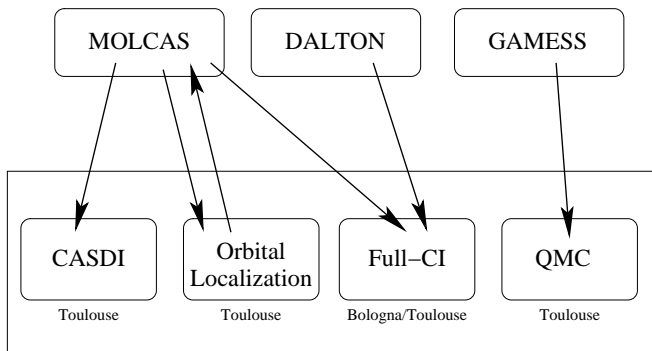 MOLCAS
DALTON
GAMESS
CASDI
Orbital
Localization
Full−CI
QMC
Toulouse
Toulouse
Bologna/Toulouse
Toulouse